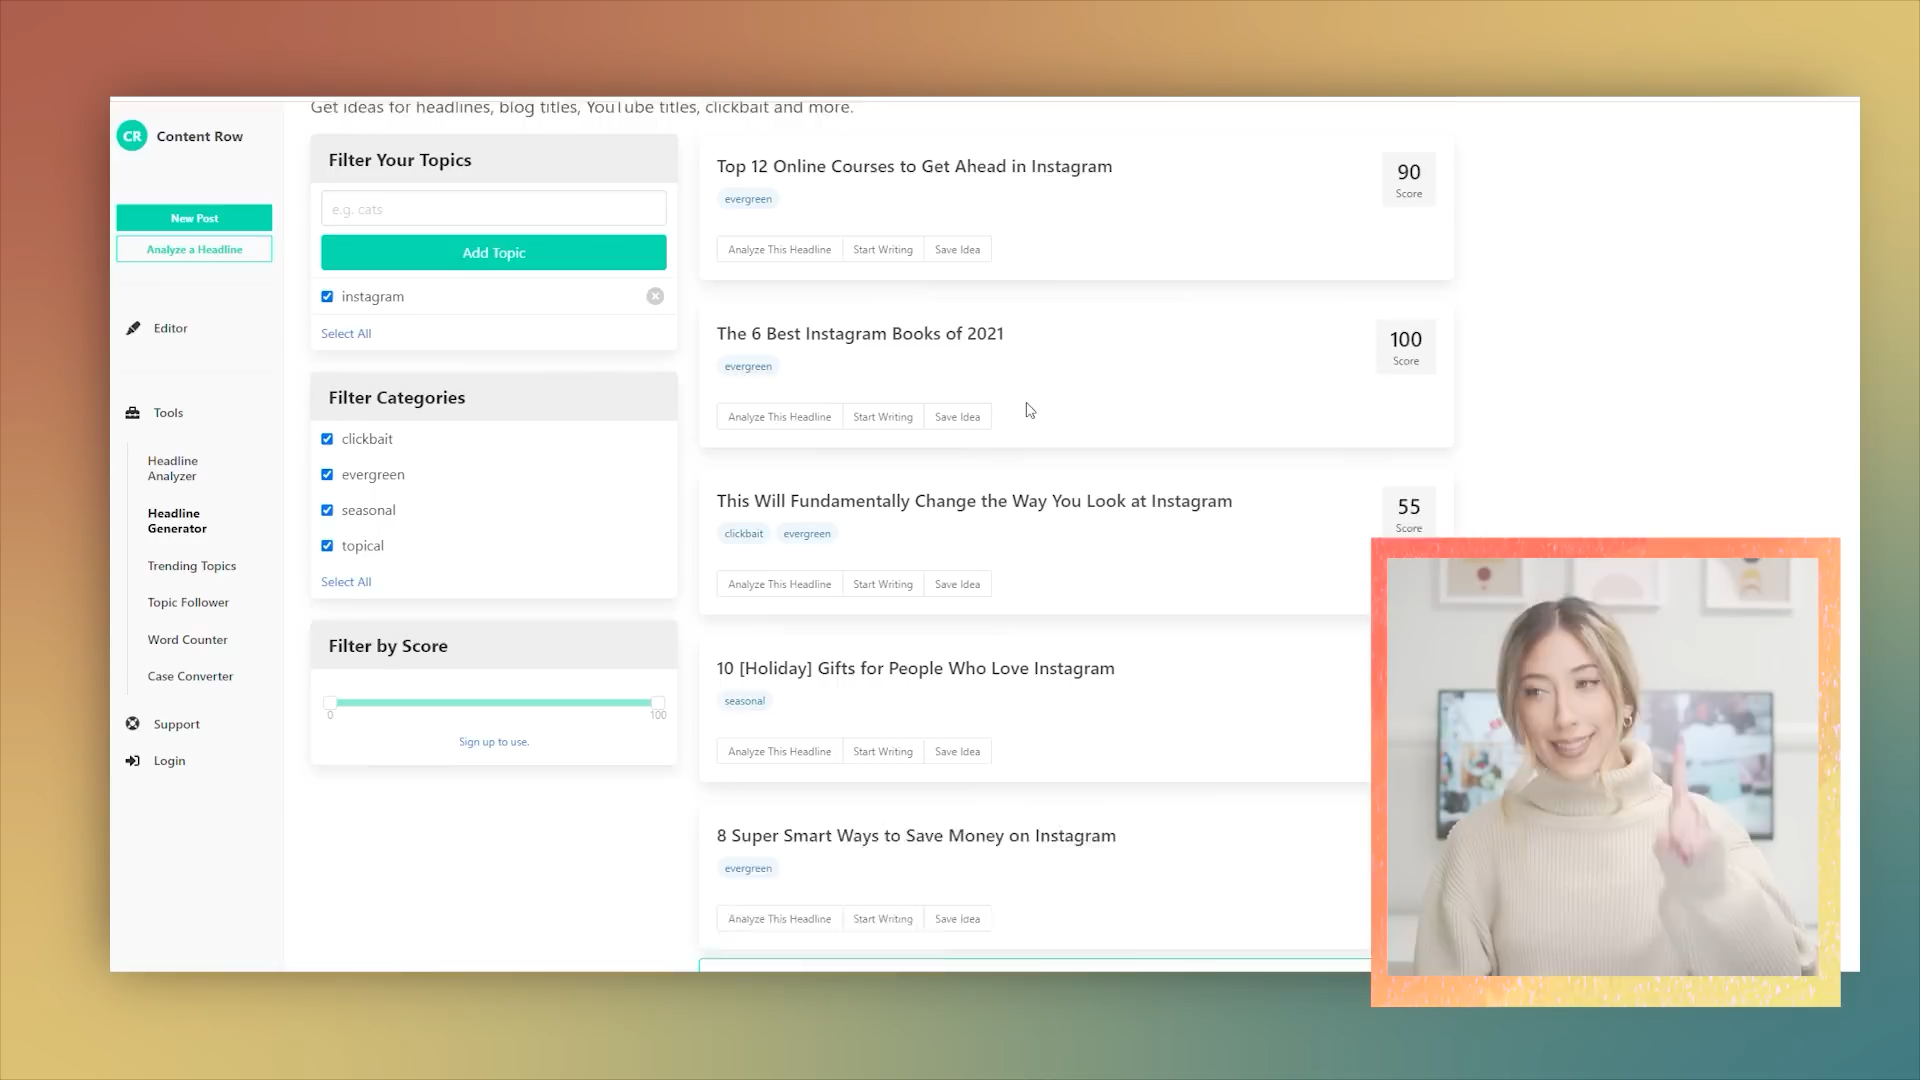 Get ideas for headlines, blog titles, YouTube titles, clickbait and more.
CR Content Row
New Post
Analyze a Headline
Editor
Tools
Headline
Analyzer
Headline
Generator
Trending Topics
Topic Follower
Word Counter
Case Converter
Support
Login
Filter Your Topics
e.g. cats
Add Topic
instagram
Select All
Filter Categories
clickbait
evergreen
seasonal
topical
Select All
Filter by Score
0 100
Sign up to use.
Top 12 Online Courses to Get Ahead in Instagram
90
Score
evergreen
Analyze This Headline Start Writing Save Idea
The 6 Best Instagram Books of 2021
100
Score
evergreen
Analyze This Headline Start Writing Save Idea
This Will Fundamentally Change the Way You Look at Instagram
55
Score
clickbait evergreen
Analyze This Headline Start Writing Save Idea
10 [Holiday] Gifts for People Who Love Instagram
seasonal
Analyze This Headline Start Writing Save Idea
8 Super Smart Ways to Save Money on Instagram
evergreen
Analyze This Headline Start Writing Save Idea